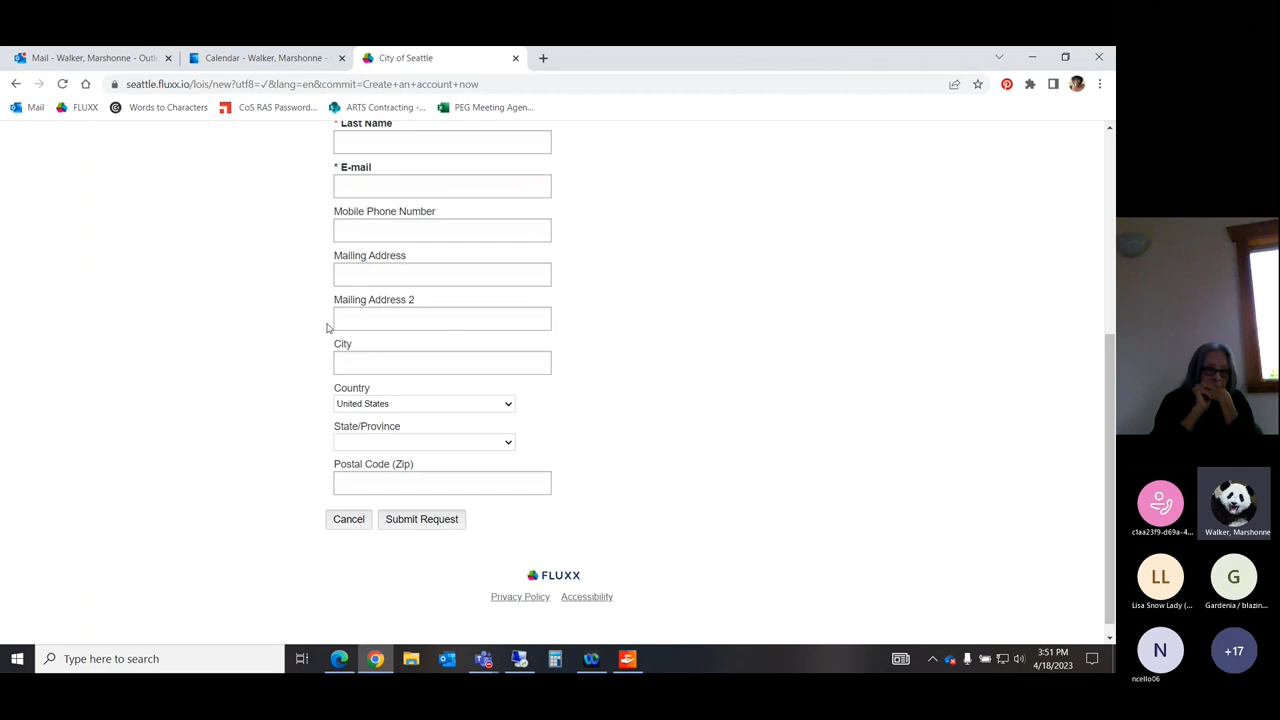 Mail - Walker, Marshonne - Outl
Calendar - Walker, Marshonne -
City of Seattle
seattle.fluxx.io/lois/new?utf8=✓&lang=en&commit=Create+an+account+now
Mail
FLUXX
Words to Characters
CoS RAS Password...
ARTS Contracting -...
PEG Meeting Agen...
* Last Name
* E-mail
Mobile Phone Number
Mailing Address
Mailing Address 2
City
Country
United States
State/Province
Postal Code (Zip)
Cancel
Submit Request
FLUXX
Privacy Policy
Accessibility
c1aa23f9-d69a-4...
Walker, Marshonne
LL
G
Lisa Snow Lady (...
Gardenia / blazin...
N
+17
ncello06
Type here to search
3:51 PM
4/18/2023